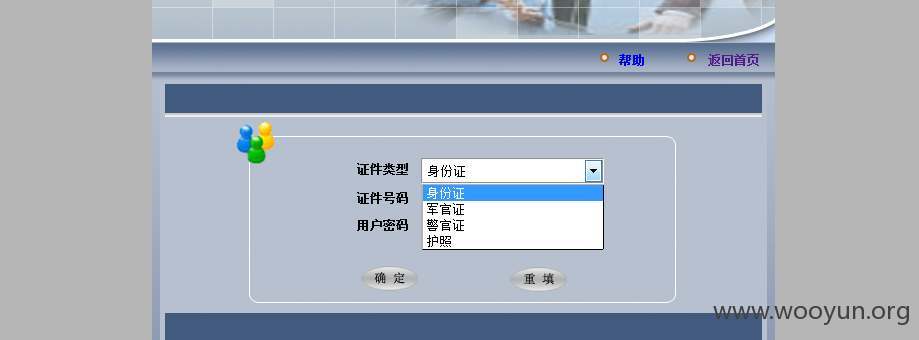 帮助 返回首页
证件类型 身份证
证件号码 身份证
军官证
用户密码 警官证
护照
确 定 重 填
www.wooyun.org